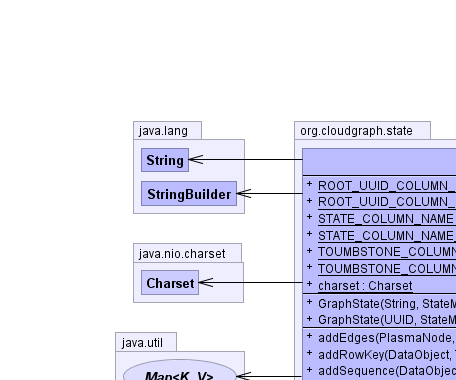 java.lang
String
StringBuilder
java.nio.charset
Charset
java.util
Map<K, V>
org.cloudgraph.state
+ ROOT_UUID_COLUMN_
+ ROOT_UUID_COLUMN_
+ STATE_COLUMN_NAME
+ STATE_COLUMN_NAME_
+ TOUMBSTONE_COLUMN
+ TOUMBSTONE_COLUMN
+ charset : Charset
+ GraphState(String, StateM
+ GraphState(UUID, StateM
+ addEdges(PlasmaNode,
+ addRowKey(DataObject, T
+ addSequence(DataObjec